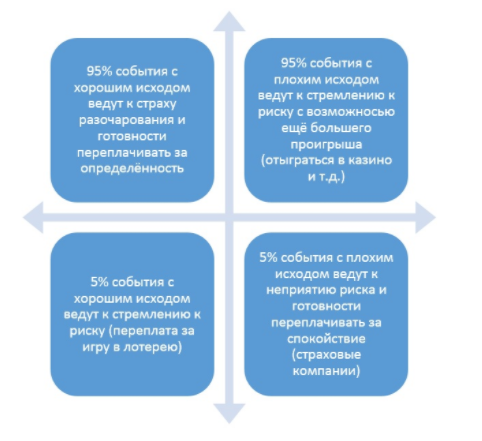 95% события с
хорошим исходом
ведут к страху
разочарования и
готовности
переплачивать за
определённость
95% события с
плохим исходом
ведут к стремлению к
риску с возможносью
ещё большего
проигрыша
(отыграться в казино
и т.д.)
5% события с
хорошим исходом
ведут к стремлению к
риску (переплата за
игру в лотерею)
5% события с плохим
исходом ведут к
неприятию риска и
готовности
переплачивать за
спокойствие
(страховые
компании)